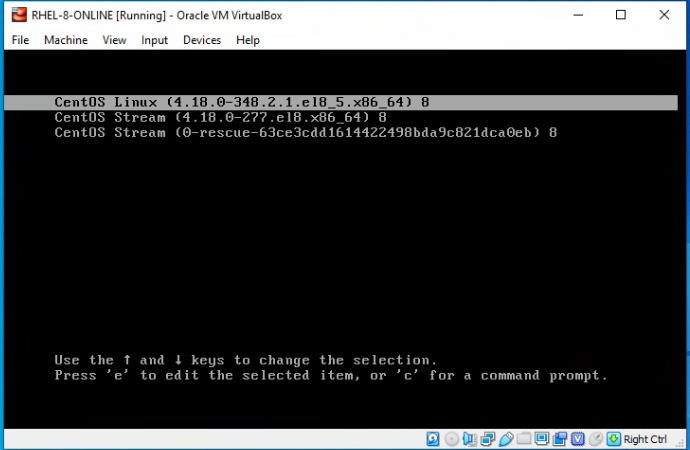 RHEL-8-ONLINE [Running] - Oracle VM VirtualBox
File Machine View Input Devices Help
CentOS Linux (4.18.0-348.2.1.el8_5.x86_64) 8
CentOS Stream (4.18.0-277.el8.x86_64) 8
CentOS Stream (0-rescue-63ce3cdd1614422498bda9c821dca0eb) 8
Use the ↑ and ↓ keys to change the selection.
Press 'e' to edit the selected item, or 'c' for a command prompt.
Right Ctrl